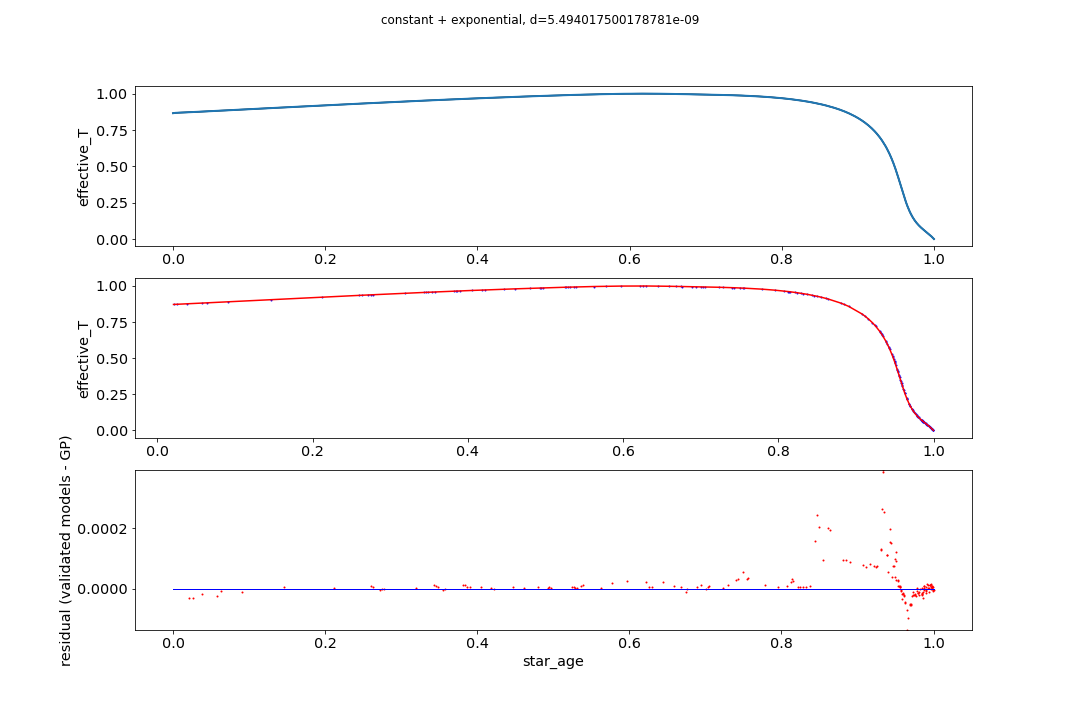 constant + exponential, d=5.494017500178781e-09
effective_T
1.00
0.75
0.50
0.25
0.00
0.0 0.2 0.4 0.6 0.8 1.0
effective_T
1.00
0.75
0.50
0.25
0.00
0.0 0.2 0.4 0.6 0.8 1.0
residual (validated models - GP)
0.0002
0.0000
0.0 0.2 0.4 0.6 0.8 1.0
star_age